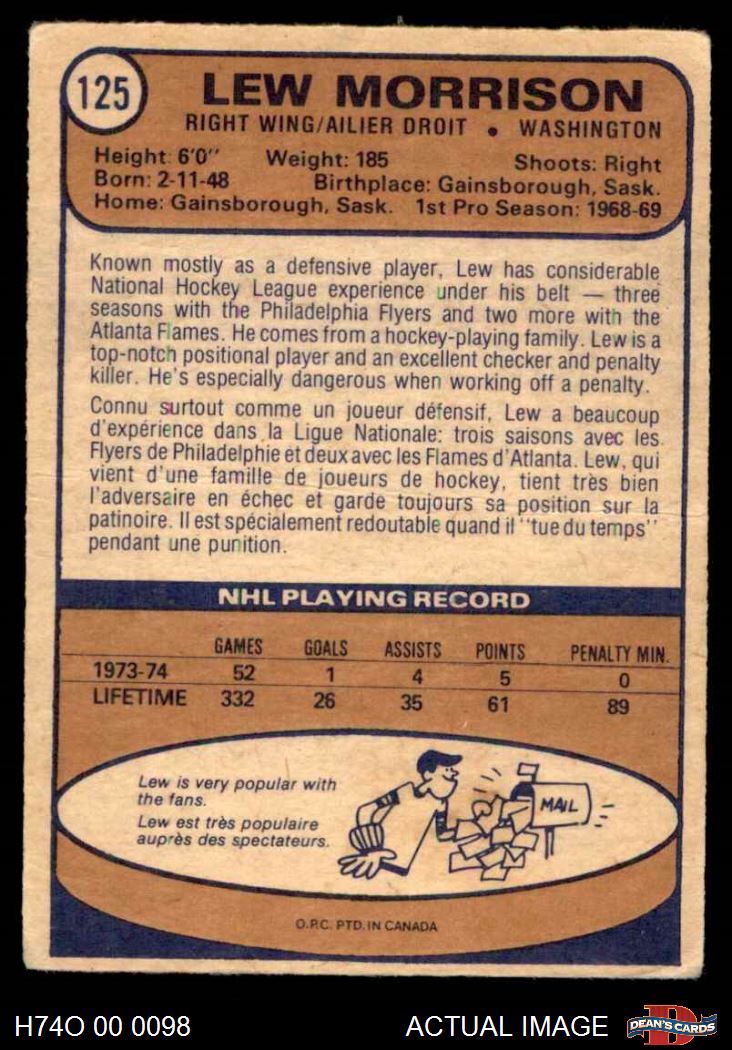 125
LEW MORRISON
RIGHT WING/AILIER DROIT • WASHINGTON
Height: 6'0'' Weight: 185 Shoots: Right
Born: 2-11-48 Birthplace: Gainsborough, Sask.
Home: Gainsborough, Sask. 1st Pro Season: 1968-69
Known mostly as a defensive player, Lew has considerable
National Hockey League experience under his belt — three
seasons with the Philadelphia Flyers and two more with the
Atlanta Flames. He comes from a hockey-playing family. Lew is a
top-notch positional player and an excellent checker and penalty
killer. He's especially dangerous when working off a penalty.
Connu surtout comme un joueur défensif, Lew a beaucoup
d'expérience dans la Ligue Nationale: trois saisons avec les
Flyers de Philadelphie et deux avec les Flames d'Atlanta. Lew, qui
vient d'une famille de joueurs de hockey, tient très bien
l'adversaire en échec et garde toujours sa position sur la
patinoire. Il est spécialement redoutable quand il ''tue du temps''
pendant une punition.
NHL PLAYING RECORD
GAMES GOALS ASSISTS POINTS PENALTY MIN.
1973-74 52 1 4 5 0
LIFETIME 332 26 35 61 89
Lew is very popular with
the fans.
Lew est très populaire
auprès des spectateurs.
MAIL
O.P.C. PTD. IN CANADA
H74O 00 0098
ACTUAL IMAGE
D
DEAN'S CARDS